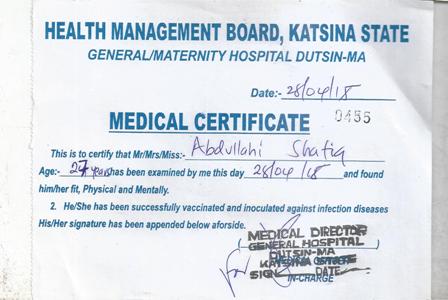 HEALTH MANAGEMENT BOARD, KATSINA STATE
GENERAL/MATERNITY HOSPITAL DUTSIN-MA
Date:- 28/04/18
MEDICAL CERTIFICATE 0455
This is to certify that Mr/Mrs/Miss:- Abdullahi Shafiq
Age:- 27 years has been examined by me this day 28/04/18 and found
him/her fit, Physical and Mentally.
2. He/She has been successfully vaccinated and inoculated against infection diseases
His/Her signature has been appended below aforside.
MEDICAL DIRECTOR
GENERAL HOSPITAL
DUTSIN-MA
KATSINA STATE
SIGN DATE
IN-CHARGE